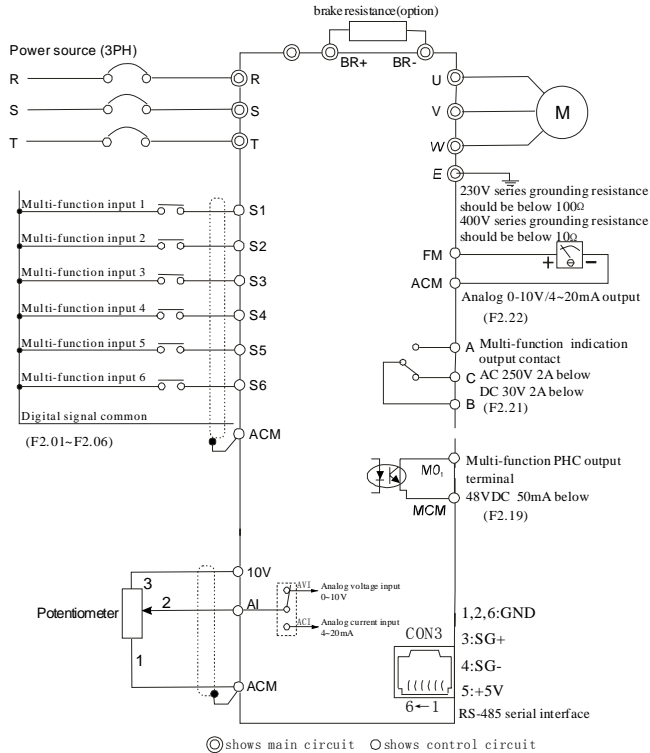 brake resistance(option)
Power source (3PH)
BR+
BR-
R
R
S
S
T
T
U
V
W
M
E
230V series grounding resistance
should be below 100Ω
400V series grounding resistance
should be below 10Ω
Multi-function input 1
S1
Multi-function input 2
S2
Multi-function input 3
S3
Multi-function input 4
S4
Multi-function input 5
S5
Multi-function input 6
S6
Digital signal common
(F2.01~F2.06)
ACM
FM
+
-
ACM
Analog 0-10V/4~20mA output
(F2.22)
A
Multi-function indication
output contact
C
AC 250V 2A below
DC 30V 2A below
B
(F2.21)
MO1
Multi-function PHC output
terminal
MCM
48VDC 50mA below
(F2.19)
10V
3
Potentiometer
2
AI
1
ACM
AVI
Analog voltage input
0~10V
ACI
Analog current input
4~20mA
CON3
1,2,6:GND
3:SG+
4:SG-
5:+5V
6←1
RS-485 serial interface
shows main circuit
shows control circuit